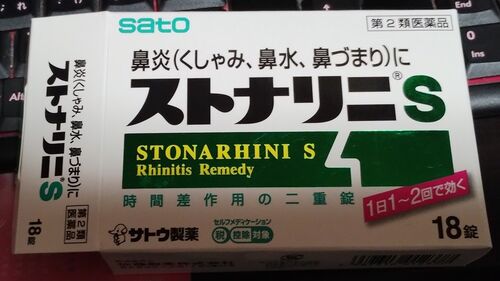 sato
第2類医薬品
鼻炎(くしゃみ、鼻水、鼻づまり)に
ストナリニ®S
STONARHINI S
Rhinitis Remedy
時間差作用の二重錠
1日1~2回で効く
サトウ製薬
セルフメディケーション
税 控除 対象
18錠
鼻炎(くしゃみ、鼻水、鼻づまり)に
ストナリニS
18錠
第2類
医薬品